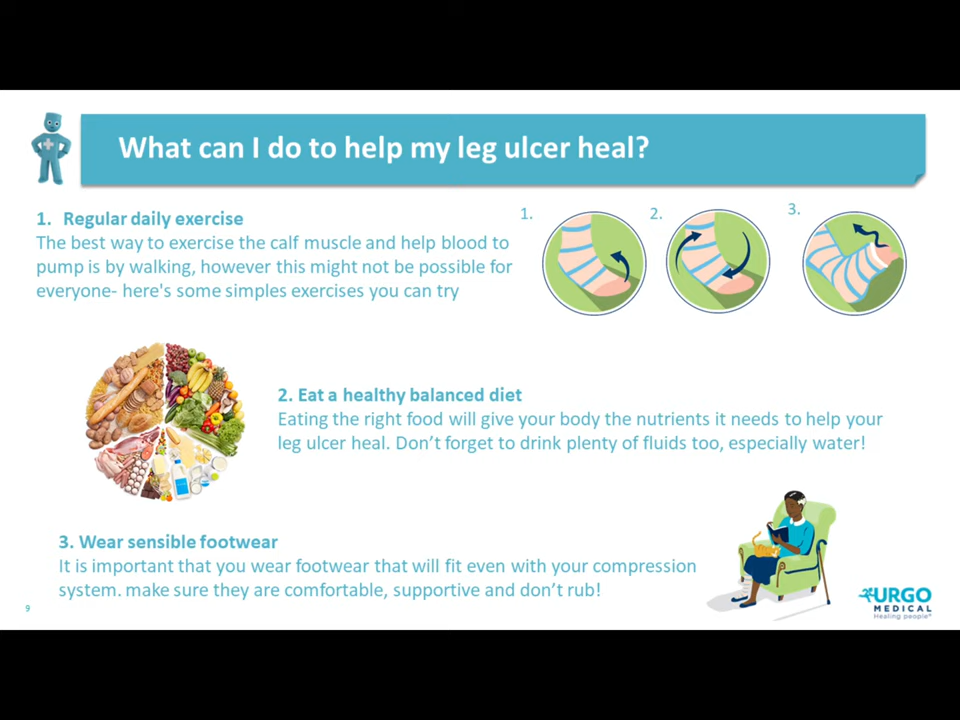 What can I do to help my leg ulcer heal?
1. Regular daily exercise
The best way to exercise the calf muscle and help blood to
pump is by walking, however this might not be possible for
everyone- here's some simples exercises you can try
1.
2.
3.
2. Eat a healthy balanced diet
Eating the right food will give your body the nutrients it needs to help your
leg ulcer heal. Don't forget to drink plenty of fluids too, especially water!
3. Wear sensible footwear
It is important that you wear footwear that will fit even with your compression
system. make sure they are comfortable, supportive and don't rub!
9
URGO
MEDICAL
Healing people®